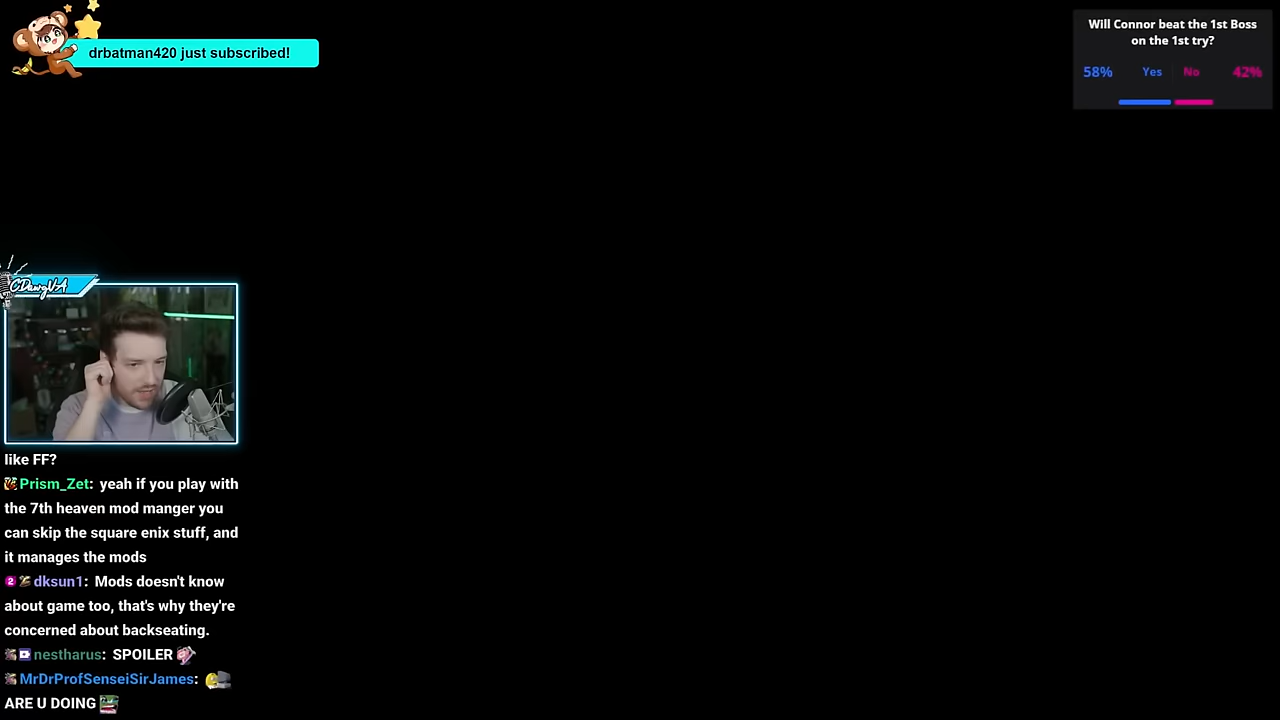 drbatman420 just subscribed!
Will Connor beat the 1st Boss
on the 1st try?
58% Yes No 42%
CDawgVA
like FF?
Prism_Zet: yeah if you play with
the 7th heaven mod manger you
can skip the square enix stuff, and
it manages the mods
2 dksun1: Mods doesn't know
about game too, that's why they're
concerned about backseating.
nestharus: SPOILER
MrDrProfSenseiSirJames:
ARE U DOING